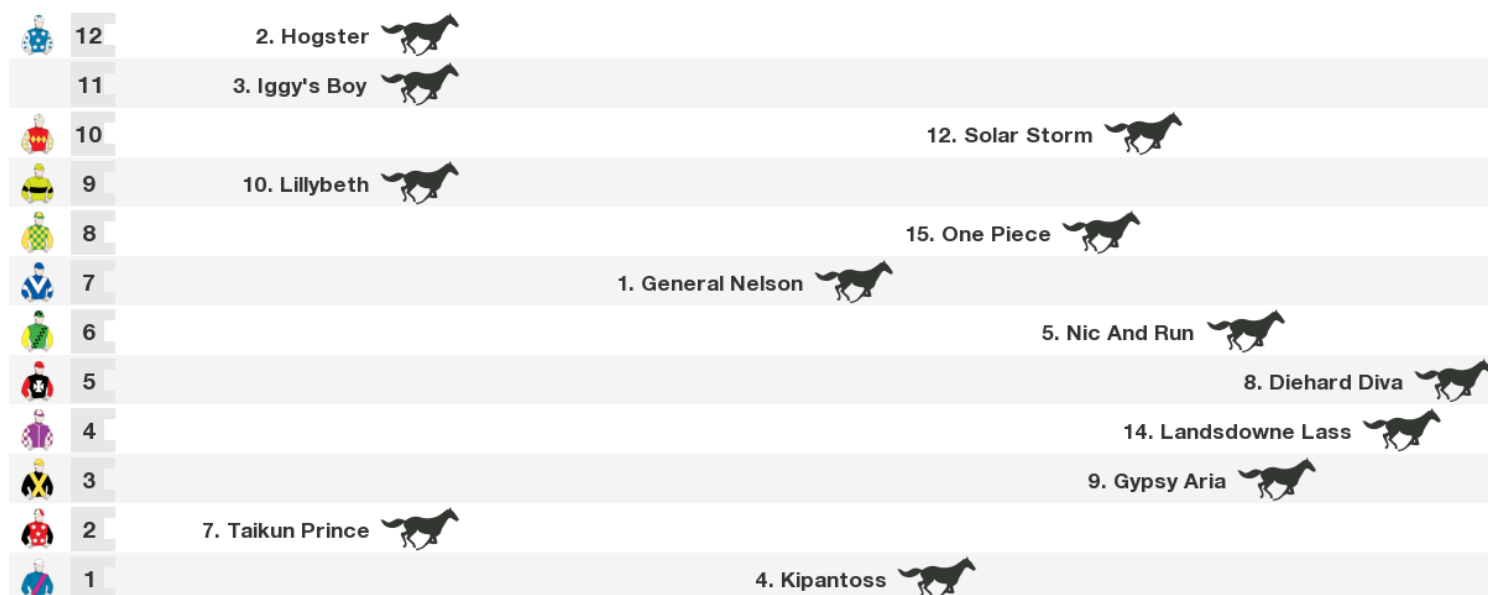 12 2. Hogster
11 3. Iggy's Boy
10 12. Solar Storm
9 10. Lillybeth
8 15. One Piece
7 1. General Nelson
6 5. Nic And Run
5 8. Diehard Diva
4 14. Landsdowne Lass
3 9. Gypsy Aria
2 7. Taikun Prince
1 4. Kipantoss